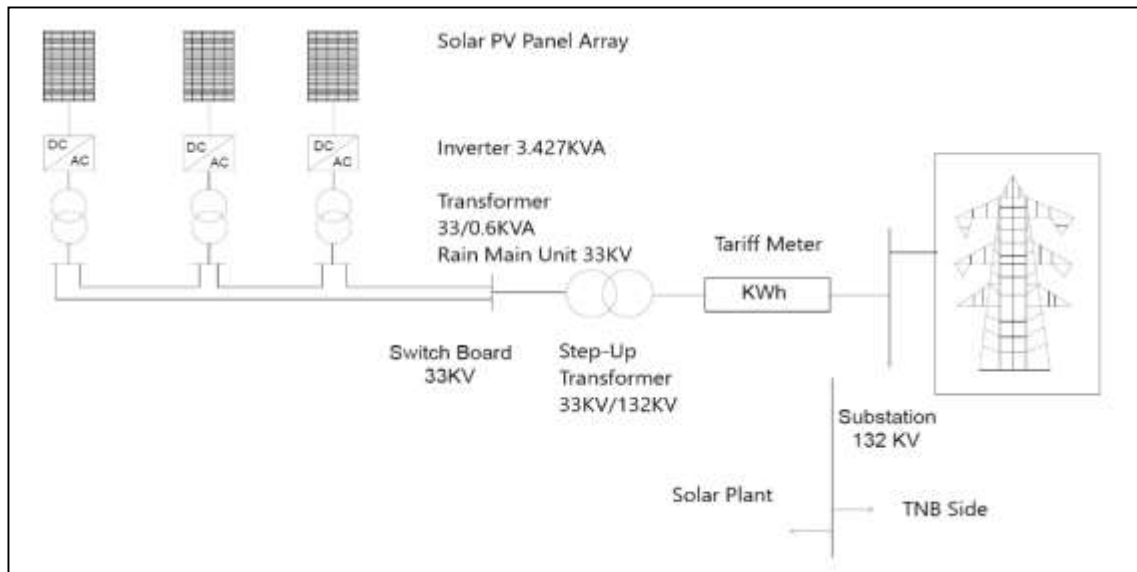 Solar PV Panel Array
DC
AC
DC
AC
DC
AC
Inverter 3.427KVA
Transformer
33/0.6KVA
Rain Main Unit 33KV
Tariff Meter
KWh
Switch Board
33KV
Step-Up
Transformer
33KV/132KV
Substation
132 KV
Solar Plant
TNB Side